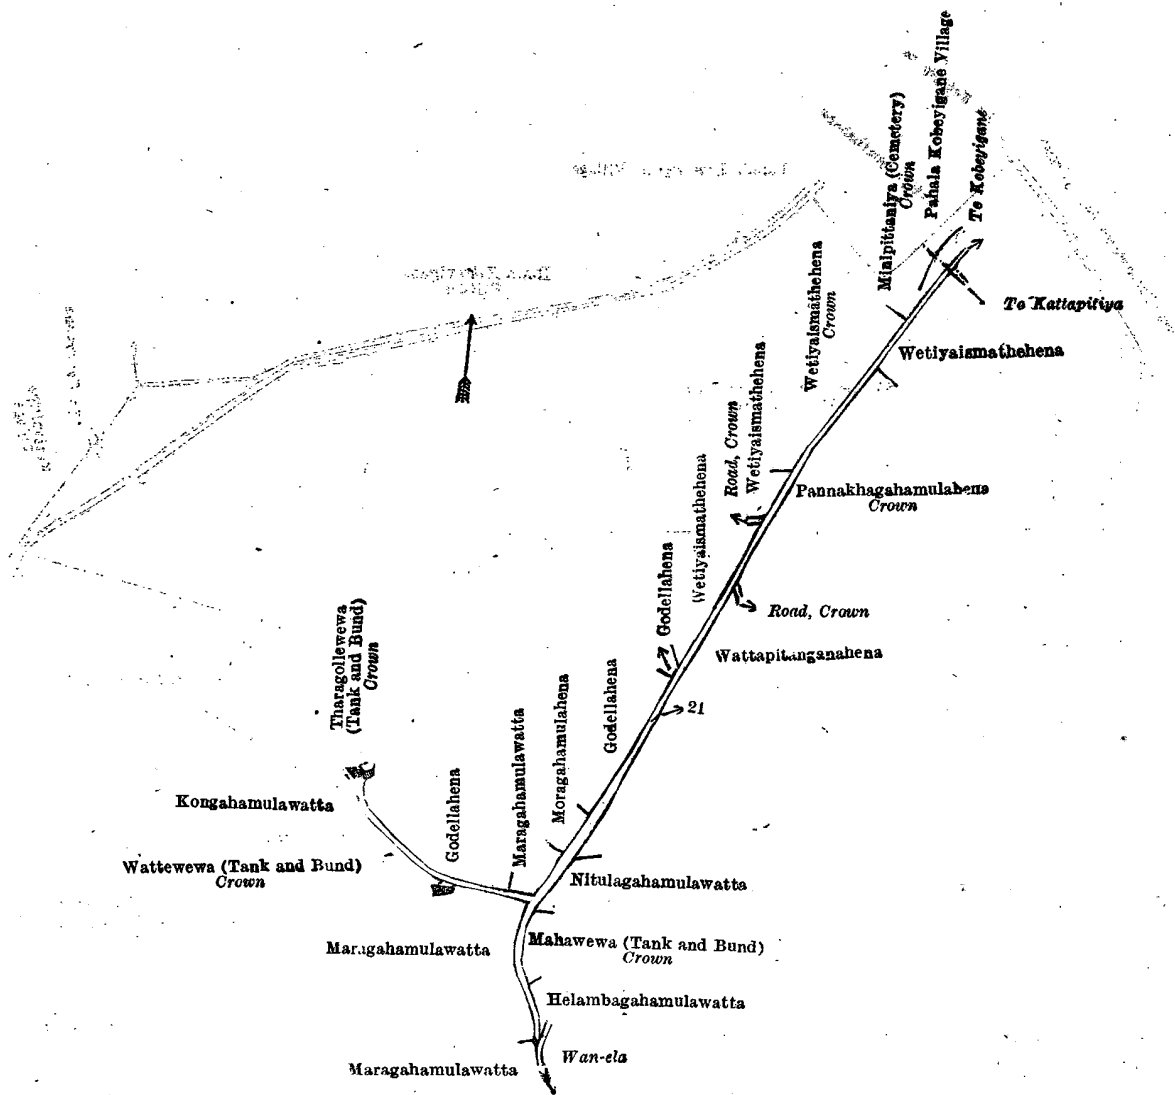 Pahala Kobeyigane Village
Minipittaniya (Cemetery)
Crown
To Kobeyigane
To Kattapitiya
Wetiyaismathehena
Crown
Wetiyaismathehena
Wetiyaismathehena
Road, Crown
Pannakhagahamulahena
Crown
Wetiyaismathehena
Godellahena
Road, Crown
Wattapitanganahena
21
Tharagollewewa
(Tank and Bund)
Crown
Godellahena
Moragahamulahena
Maragahamulawatta
Godellahena
Kongahamulawatta
Wattewewa (Tank and Bund)
Crown
Nitulagahamulawatta
Maragahamulawatta
Mahawewa (Tank and Bund)
Crown
Helambagahamulawatta
Wan-ela
Maragahamulawatta